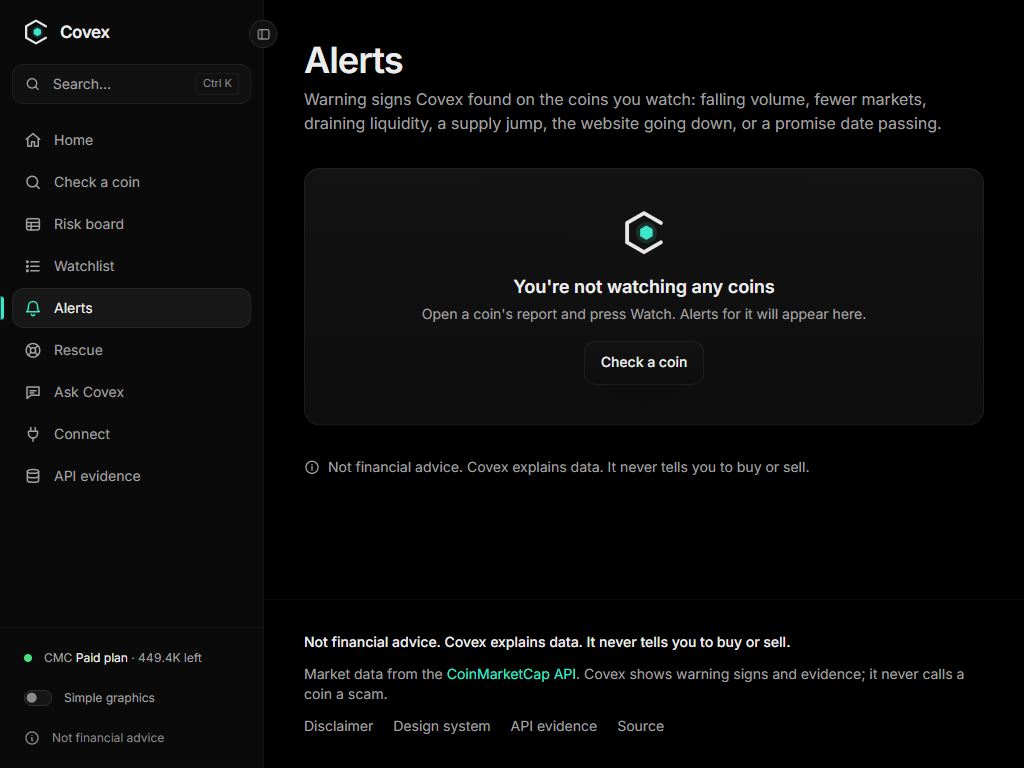 Covex
Search...
Ctrl K
Home
Check a coin
Risk board
Watchlist
Alerts
Rescue
Ask Covex
Connect
API evidence
CMC Paid plan · 449.4K left
Simple graphics
Not financial advice
Alerts
Warning signs Covex found on the coins you watch: falling volume, fewer markets,
draining liquidity, a supply jump, the website going down, or a promise date passing.
You're not watching any coins
Open a coin's report and press Watch. Alerts for it will appear here.
Check a coin
Not financial advice. Covex explains data. It never tells you to buy or sell.
Not financial advice. Covex explains data. It never tells you to buy or sell.
Market data from the CoinMarketCap API. Covex shows warning signs and evidence; it never calls a
coin a scam.
Disclaimer Design system API evidence Source